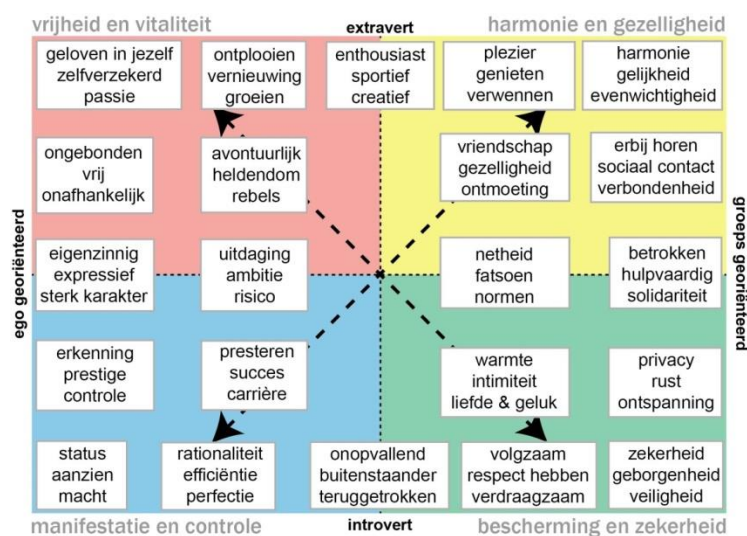 vrijheid en vitaliteit
extravert
harmonie en gezelligheid
geloven in jezelf
zelfverzekerd
passie
ontplooien
vernieuwing
groeien
enthousiast
sportief
creatief
plezier
genieten
verwennen
harmonie
gelijkheid
evenwichtigheid
ongebonden
vrij
onafhankelijk
avontuurlijk
heldendom
rebels
vriendschap
gezelligheid
ontmoeting
erbij horen
sociaal contact
verbondenheid
ego georiënteerd
groeps georiënteerd
eigenzinnig
expressief
sterk karakter
uitdaging
ambitie
risico
netheid
fatsoen
normen
betrokken
hulpvaardig
solidariteit
erkenning
prestige
controle
presteren
succes
carrière
warmte
intimiteit
liefde & geluk
privacy
rust
ontspanning
status
aanzien
macht
rationaliteit
efficiëntie
perfectie
onopvallend
buitenstaander
teruggetrokken
volgzaam
respect hebben
verdraagzaam
zekerheid
geborgenheid
veiligheid
manifestatie en controle
introvert
bescherming en zekerheid